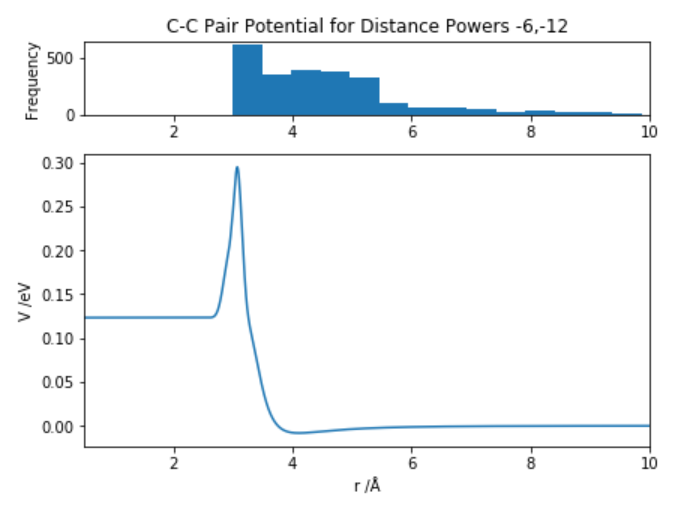 C-C Pair Potential for Distance Powers -6,-12
Frequency
500
0
2 4 6 8 10
V /eV
0.30
0.25
0.20
0.15
0.10
0.05
0.00
2 4 6 8 10
r /Å